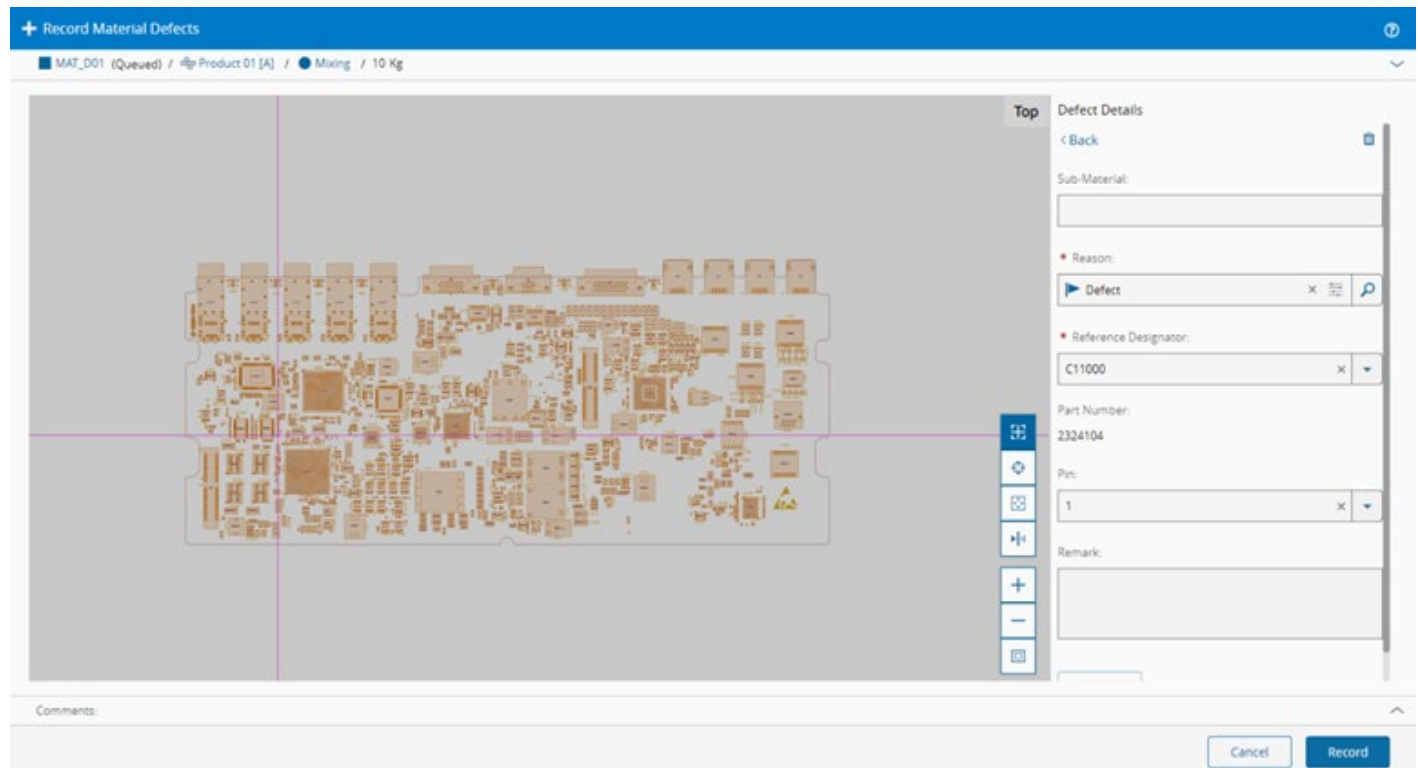 Record Material Defects
MAT_D01 (Queued) / Product 01 [A] / Mixing / 10 Kg
Top
Defect Details
< Back
Sub-Material:
* Reason:
Defect
* Reference Designator:
C11000
Part Number:
2324104
Pin:
1
Remark:
Comments:
Cancel
Record